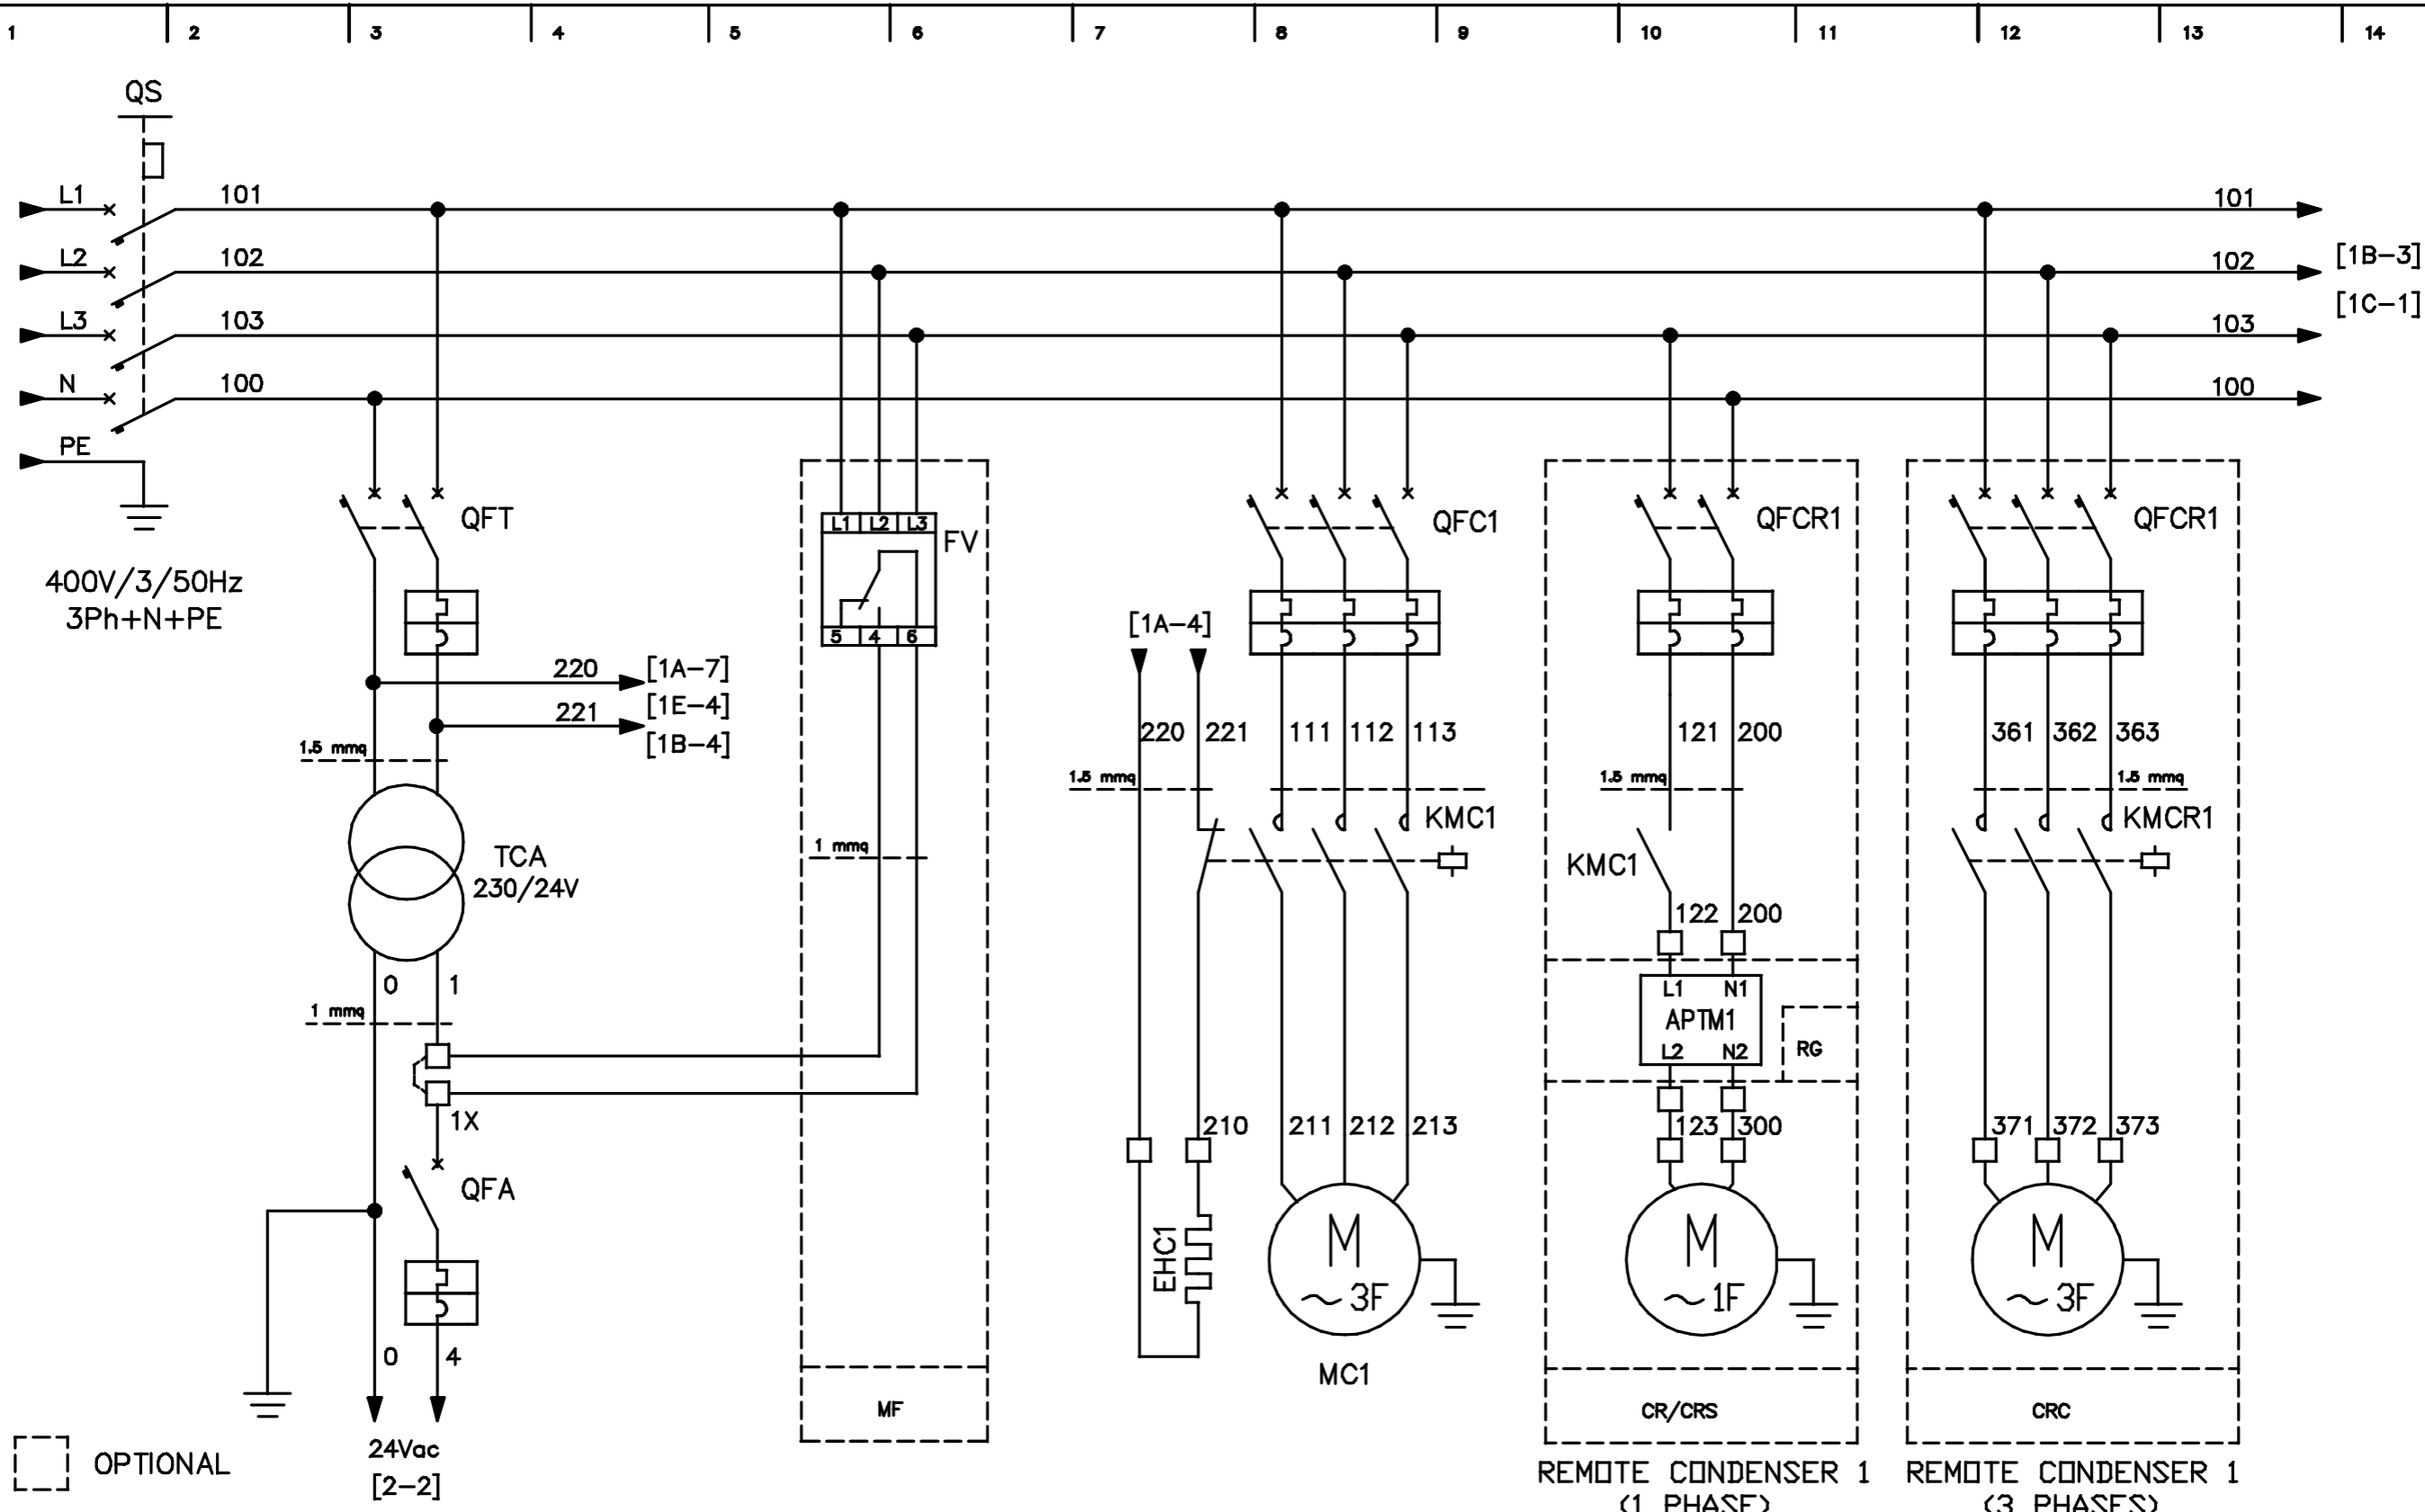 1 2 3 4 5 6 7 8 9 10 11 12 13 14
QS
L1 101 101
L2 102 102 [1B-3]
L3 103 103 [1C-1]
N 100 100
PE
400V/3/50Hz
3Ph+N+PE
QFT
L1 L2 L3
FV
5 4 6
QFC1
QFCR1
QFCR1
[1A-4]
220 [1A-7]
221 [1E-4]
[1B-4]
220 221 111 112 113 121 200 361 362 363
1.5 mmq
1.5 mmq
1.5 mmq
1.5 mmq
TCA
230/24V
1 mmq
KMC1
KMC1
KMCR1
122 200
0 1
1 mmq
L1 N1
APTM1
L2 N2
RG
1X
210 211 212 213 123 300 371 372 373
QFA
EHC1
M
~3F
M
~1F
M
~3F
0 4
MC1
MF
CR/CRS
CRC
24Vac
[2-2]
OPTIONAL
REMOTE CONDENSER 1
(1 PHASE)
REMOTE CONDENSER 1
(3 PHASES)